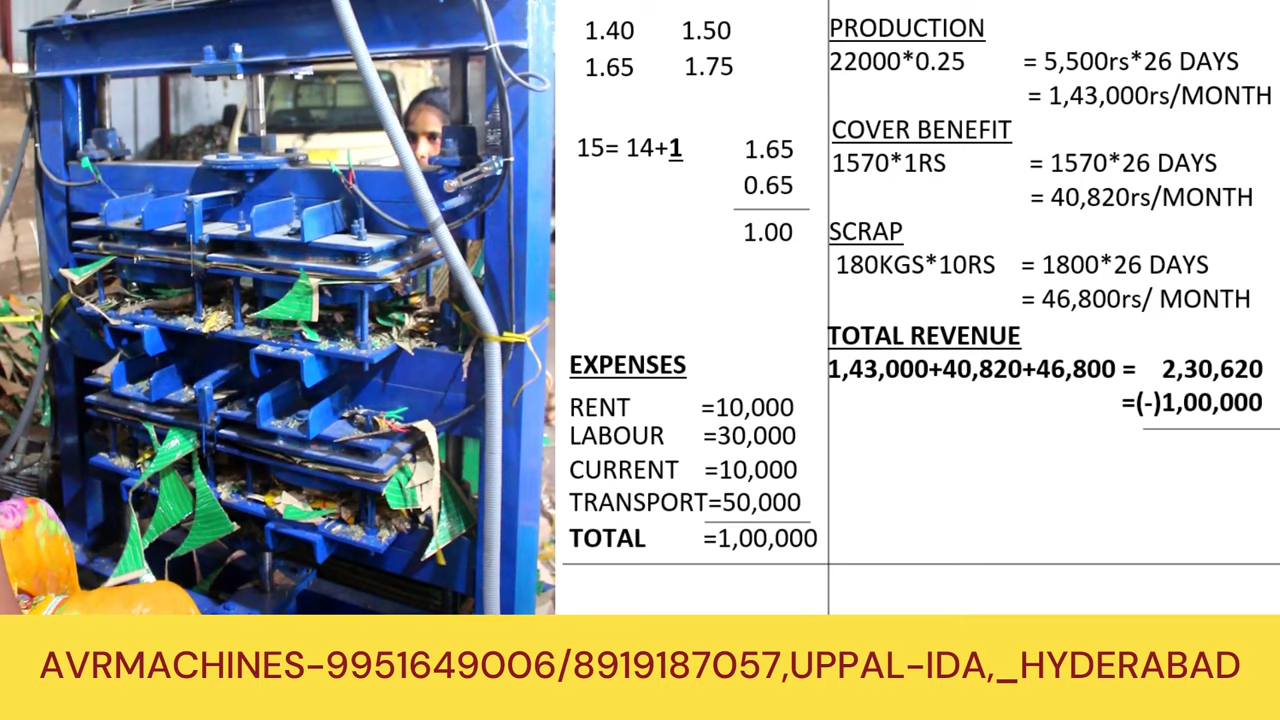 1.40 1.50
1.65 1.75
15= 14+1
1.65
0.65
1.00
EXPENSES
RENT =10,000
LABOUR =30,000
CURRENT =10,000
TRANSPORT=50,000
TOTAL =1,00,000
PRODUCTION
22000*0.25 = 5,500rs*26 DAYS
= 1,43,000rs/MONTH
COVER BENEFIT
1570*1RS = 1570*26 DAYS
= 40,820rs/MONTH
SCRAP
180KGS*10RS = 1800*26 DAYS
= 46,800rs/ MONTH
TOTAL REVENUE
1,43,000+40,820+46,800 = 2,30,620
=(-)1,00,000
AVRMACHINES-9951649006/8919187057,UPPAL-IDA,_HYDERABAD